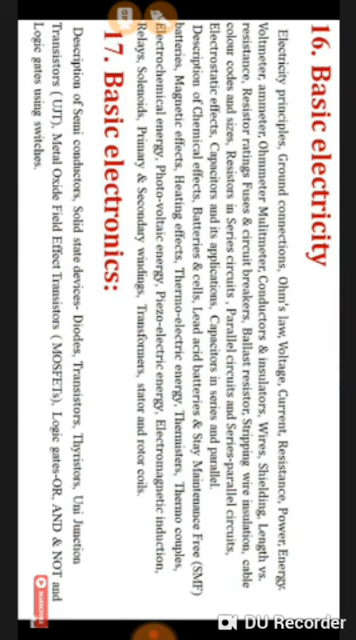 16. Basic electricity
Electricity principles, Ground connections, Ohm's law, Voltage, Current, Resistance, Power, Energy.
Voltmeter, ammeter, Ohmmeter Mulitmeter, Conductors & insulators, Wires, Shielding, Length vs.
resistance, Resistor ratings Fuses & circuit breakers, Ballast resistor, Stripping wire insulation, cable
colour codes and sizes, Resistors in Series circuits , Parallel circuits and Series-parallel circuits,
Electrostatic effects, Capacitors and its applications, Capacitors in series and parallel.
Description of Chemical effects, Batteries & cells, Lead acid batteries & Stay Maintenance Free (SMF)
batteries, Magnetic effects, Heating effects, Thermo-electric energy, Thermisters, Thermo couples,
Electrochemical energy, Photo-voltaic energy, Piezo-electric energy, Electromagnetic induction,
Relays, Solenoids, Primary & Secondary windings, Transformers, stator and rotor coils.
17. Basic electronics:
Description of Semi conductors, Solid state devices- Diodes, Transistors, Thyristors, Uni Junction
Transistors ( UJT), Metal Oxide Field Effect Transistors ( MOSFETs), Logic gates-OR, AND & NOT and
Logic gates using switches.
SUBSCRIBE
DU Recorder